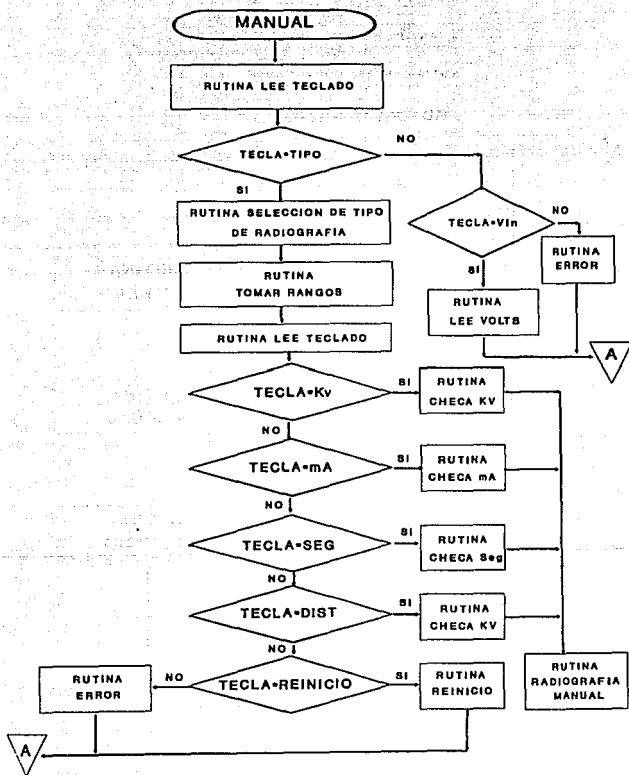 MANUAL
RUTINA LEE TECLADO
TECLA=TIPO
NO
SI
RUTINA SELECCION DE TIPO
DE RADIOGRAFIA
TECLA=Vin
NO
SI
RUTINA
ERROR
RUTINA
TOMAR RANGOS
RUTINA
LEE VOLTS
A
RUTINA LEE TECLADO
TECLA=Kv
SI
RUTINA
CHECA KV
NO
TECLA=mA
SI
RUTINA
CHECA mA
NO
TECLA=SEG
SI
RUTINA
CHECA Seg
NO
TECLA=DIST
SI
RUTINA
CHECA KV
NO
RUTINA
ERROR
NO
TECLA=REINICIO
SI
RUTINA
REINICIO
RUTINA
RADIOGRAFIA
MANUAL
A